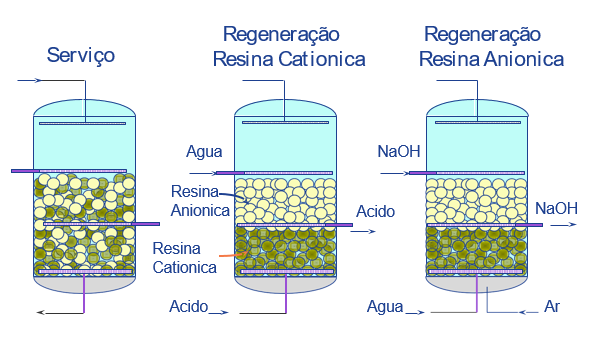 Serviço
Regeneração
Resina Cationica
Regeneração
Resina Anionica
Agua
Resina
Anionica
Acido
Resina
Cationica
Acido
NaOH
NaOH
Agua
Ar